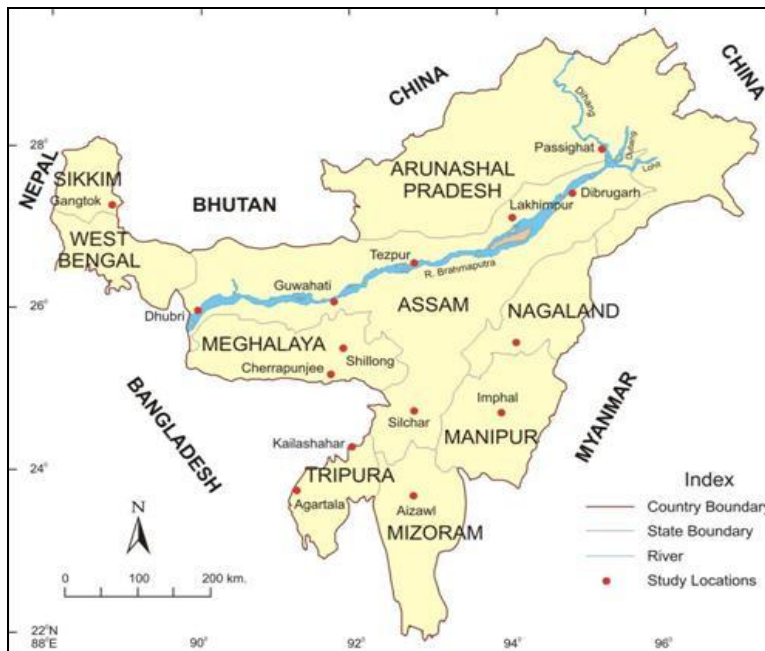 CHINA
CHINA
28°
NEPAL
SIKKIM
Gangtok
BHUTAN
WEST
BENGAL
ARUNASHAL
PRADESH
Dihang
Passighat
Dubang
Lohit
Dibrugarh
Lakhimpur
Tezpur
R. Brahmaputra
Guwahati
26°
Dhubri
ASSAM
NAGALAND
MEGHALAYA
Shillong
Cherrapunjee
BANGLADESH
Silchar
Imphal
MANIPUR
MYANMAR
Kailashahar
24°
TRIPURA
Agartala
Aizawl
MIZORAM
N
0 100 200 km.
Index
Country Boundary
State Boundary
River
Study Locations
22°N
88°E
90°
92°
94°
96°